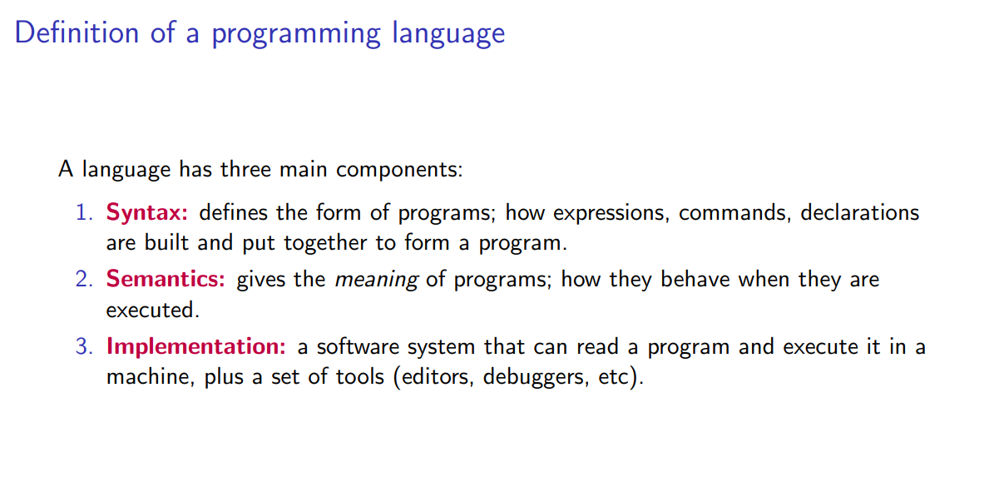 Definition of a programming language
A language has three main components:
1. Syntax: defines the form of programs; how expressions, commands, declarations
are built and put together to form a program.
2. Semantics: gives the meaning of programs; how they behave when they are
executed.
3. Implementation: a software system that can read a program and execute it in a
machine, plus a set of tools (editors, debuggers, etc).